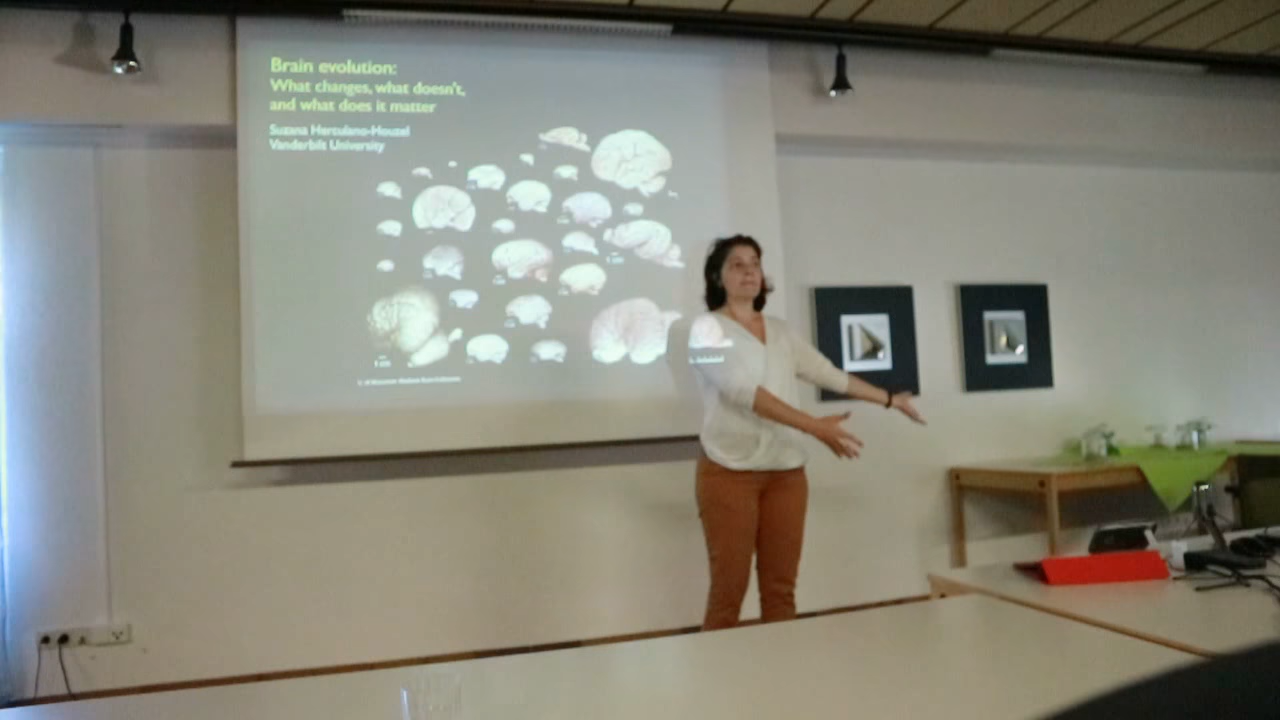 Brain evolution:
What changes, what doesn't,
and what does it matter
Suzana Herculano-Houzel
Vanderbilt University